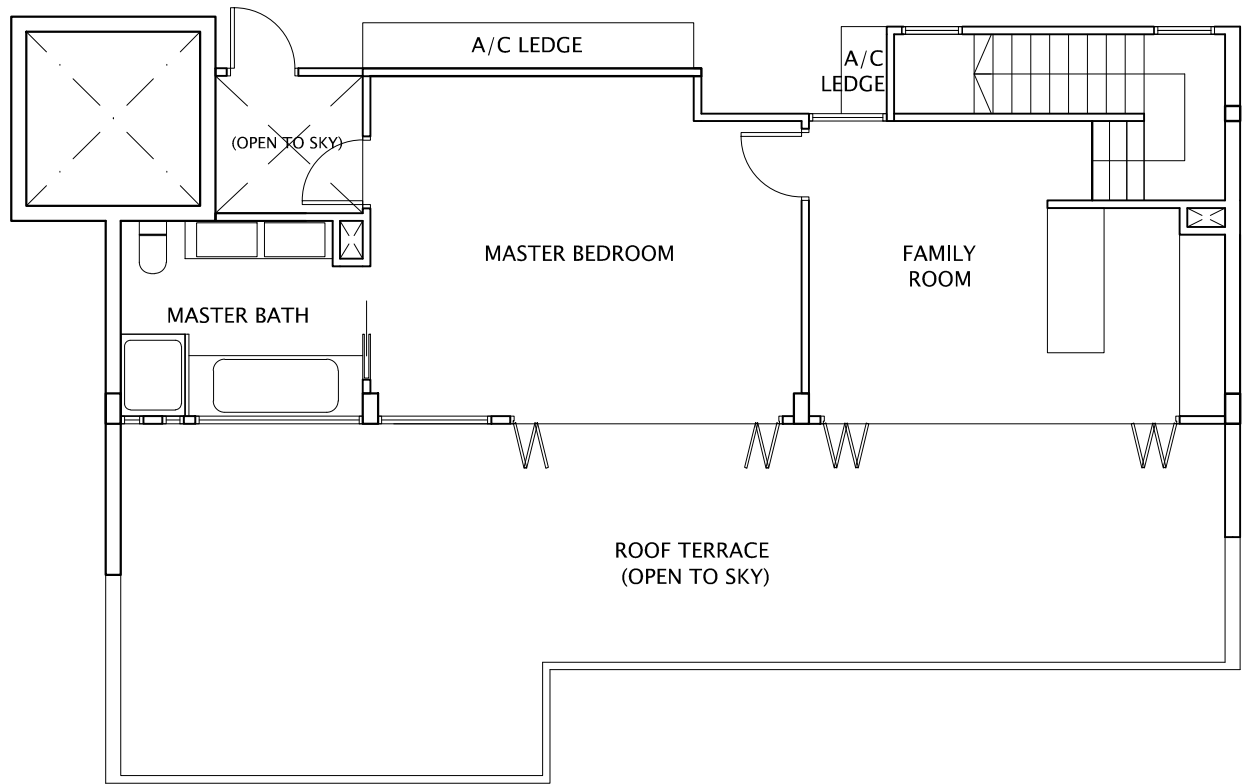 A/C LEDGE
A/C
LEDGE
(OPEN TO SKY)
MASTER BEDROOM
FAMILY
ROOM
MASTER BATH
ROOF TERRACE
(OPEN TO SKY)